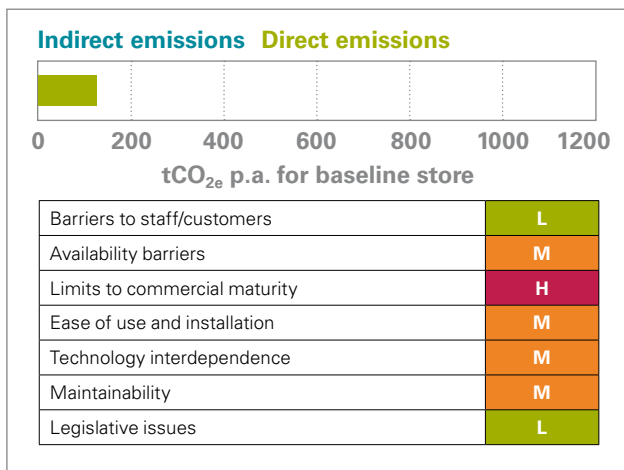 Indirect emissions Direct emissions
0 200 400 600 800 1000 1200
tCO2e p.a. for baseline store
Barriers to staff/customers L
Availability barriers M
Limits to commercial maturity H
Ease of use and installation M
Technology interdependence M
Maintainability M
Legislative issues L